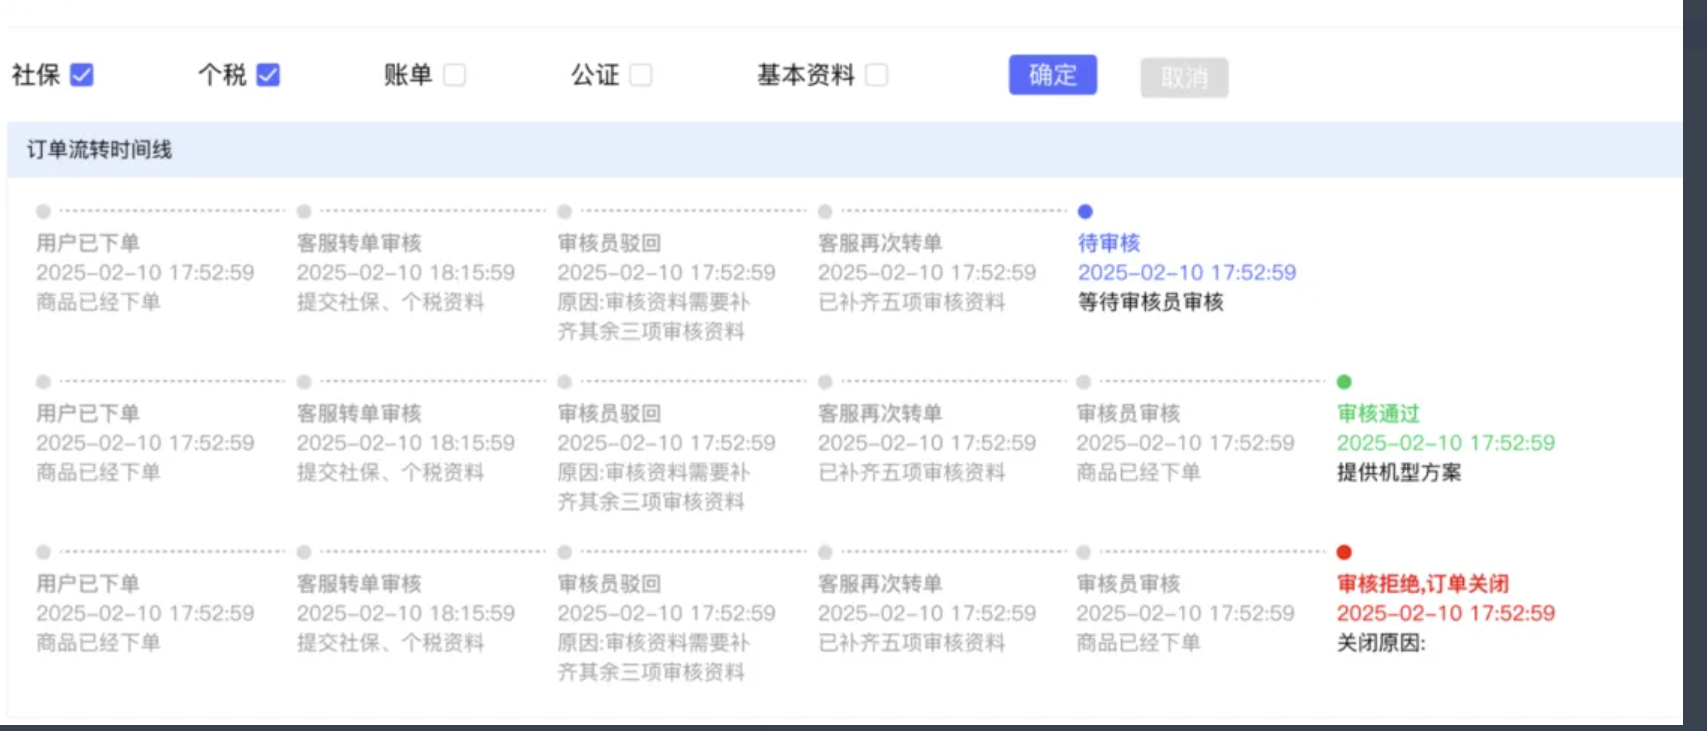 社保 个税 账单 公证 基本资料 确定 取消
订单流转时间线
用户已下单 客服转单审核 审核员驳回 客服再次转单 待审核
2025-02-10 17:52:59 2025-02-10 18:15:59 2025-02-10 17:52:59 2025-02-10 17:52:59 2025-02-10 17:52:59
商品已经下单 提交社保、个税资料 原因:审核资料需要补 已补齐五项审核资料 等待审核员审核
齐其余三项审核资料
用户已下单 客服转单审核 审核员驳回 客服再次转单 审核员审核 审核通过
2025-02-10 17:52:59 2025-02-10 18:15:59 2025-02-10 17:52:59 2025-02-10 17:52:59 2025-02-10 17:52:59 2025-02-10 17:52:59
商品已经下单 提交社保、个税资料 原因:审核资料需要补 已补齐五项审核资料 商品已经下单 提供机型方案
齐其余三项审核资料
用户已下单 客服转单审核 审核员驳回 客服再次转单 审核员审核 审核拒绝,订单关闭
2025-02-10 17:52:59 2025-02-10 18:15:59 2025-02-10 17:52:59 2025-02-10 17:52:59 2025-02-10 17:52:59 2025-02-10 17:52:59
商品已经下单 提交社保、个税资料 原因:审核资料需要补 已补齐五项审核资料 商品已经下单 关闭原因:
齐其余三项审核资料